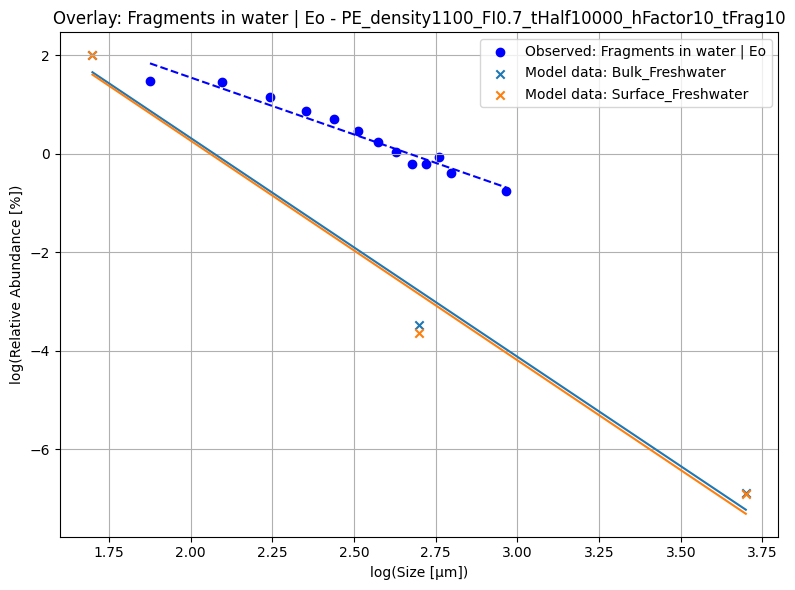 Overlay: Fragments in water | Eo - PE_density1100_FI0.7_tHalf10000_hFactor10_tFrag10
Observed: Fragments in water | Eo
Model data: Bulk_Freshwater
Model data: Surface_Freshwater
log(Relative Abundance [%])
2
0
−2
−4
−6
1.75 2.00 2.25 2.50 2.75 3.00 3.25 3.50 3.75
log(Size [μm])